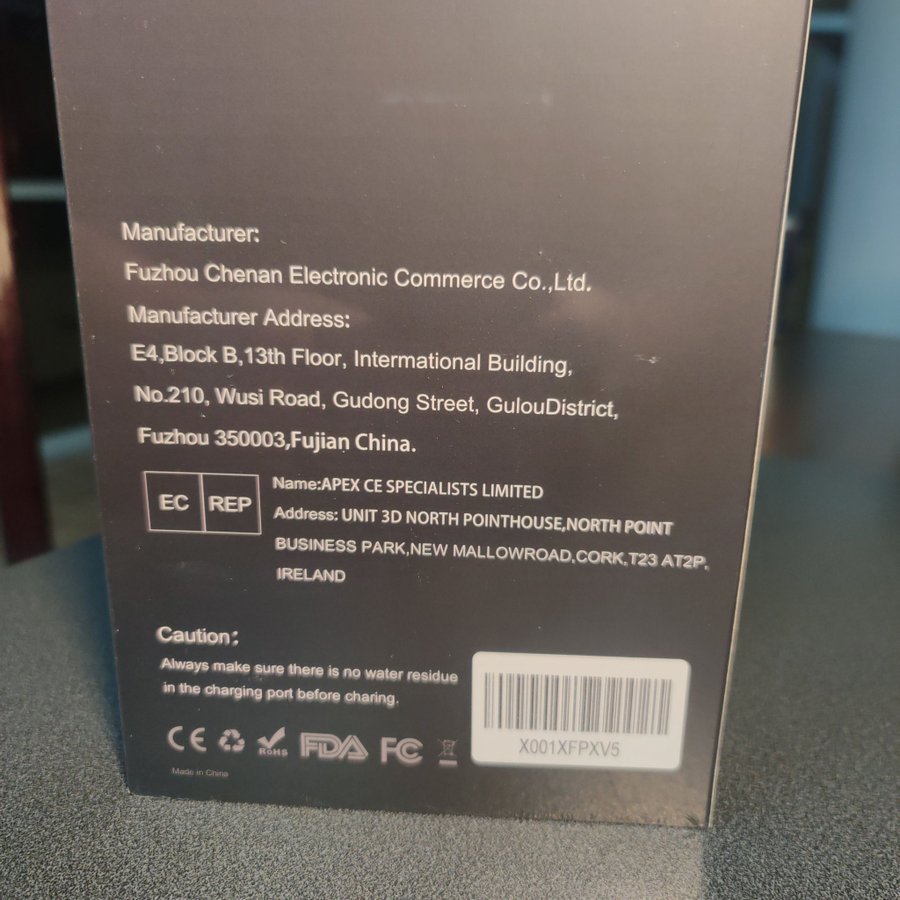 Manufacturer:
Fuzhou Chenan Electronic Commerce Co.,Ltd.
Manufacturer Address:
E4,Block B,13th Floor, Intermational Building,
No.210, Wusi Road, Gudong Street, GulouDistrict,
Fuzhou 350003,Fujian China.
EC REP
Name:APEX CE SPECIALISTS LIMITED
Address: UNIT 3D NORTH POINTHOUSE,NORTH POINT
BUSINESS PARK,NEW MALLOWROAD,CORK,T23 AT2P,
IRELAND
Caution:
Always make sure there is no water residue
in the charging port before charing.
CE RoHS FDA FC
Made in China
X001XFPXV5